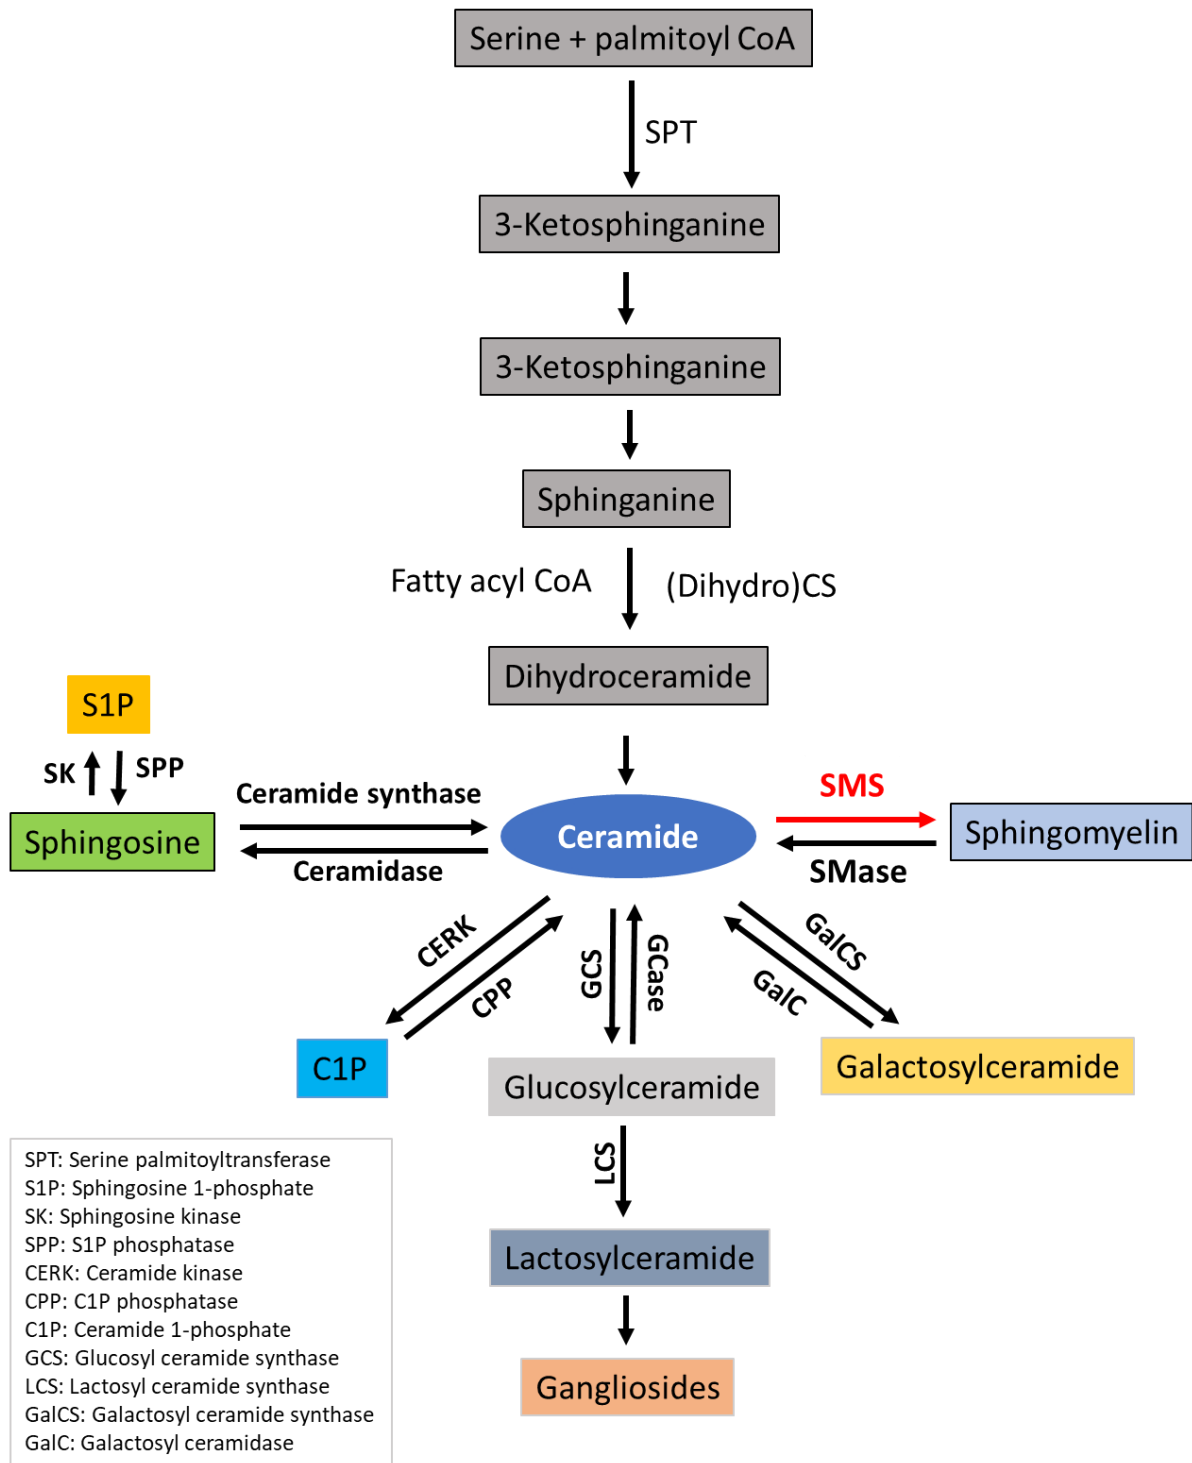 Serine + palmitoyl CoA
SPT
3-Ketosphinganine
3-Ketosphinganine
Sphinganine
Fatty acyl CoA
(Dihydro)CS
Dihydroceramide
S1P
SK
SPP
Sphingosine
Ceramide synthase
Ceramidase
Ceramide
SMS
SMase
Sphingomyelin
CERK
CPP
GCS
GCase
GalCS
GalC
C1P
Glucosylceramide
Galactosylceramide
LCS
Lactosylceramide
Gangliosides
SPT: Serine palmitoyltransferase
S1P: Sphingosine 1-phosphate
SK: Sphingosine kinase
SPP: S1P phosphatase
CERK: Ceramide kinase
CPP: C1P phosphatase
C1P: Ceramide 1-phosphate
GCS: Glucosyl ceramide synthase
LCS: Lactosyl ceramide synthase
GalCS: Galactosyl ceramide synthase
GalC: Galactosyl ceramidase